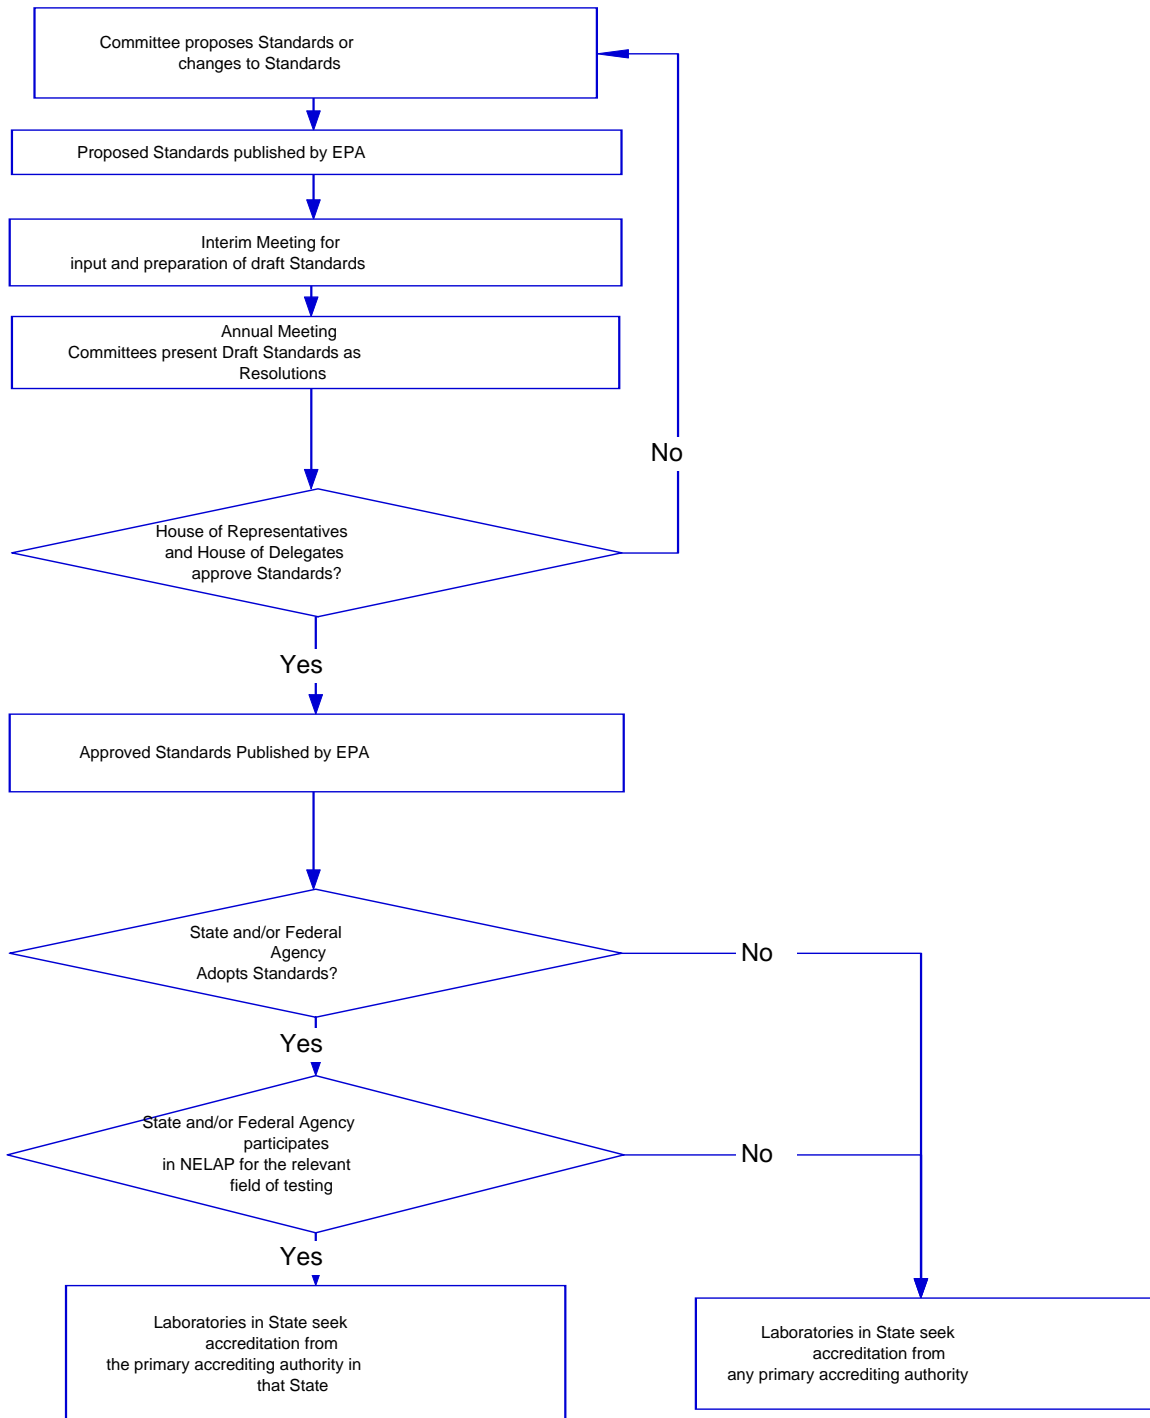 Committee proposes Standards or
changes to Standards
Proposed Standards published by EPA
Interim Meeting for
input and preparation of draft Standards
Annual Meeting
Committees present Draft Standards as
Resolutions
No
House of Representatives
and House of Delegates
approve Standards?
Yes
Approved Standards Published by EPA
State and/or Federal
Agency
Adopts Standards?
No
Yes
State and/or Federal Agency
participates
in NELAP for the relevant
field of testing
No
Yes
Laboratories in State seek
accreditation from
the primary accrediting authority in
that State
Laboratories in State seek
accreditation from
any primary accrediting authority